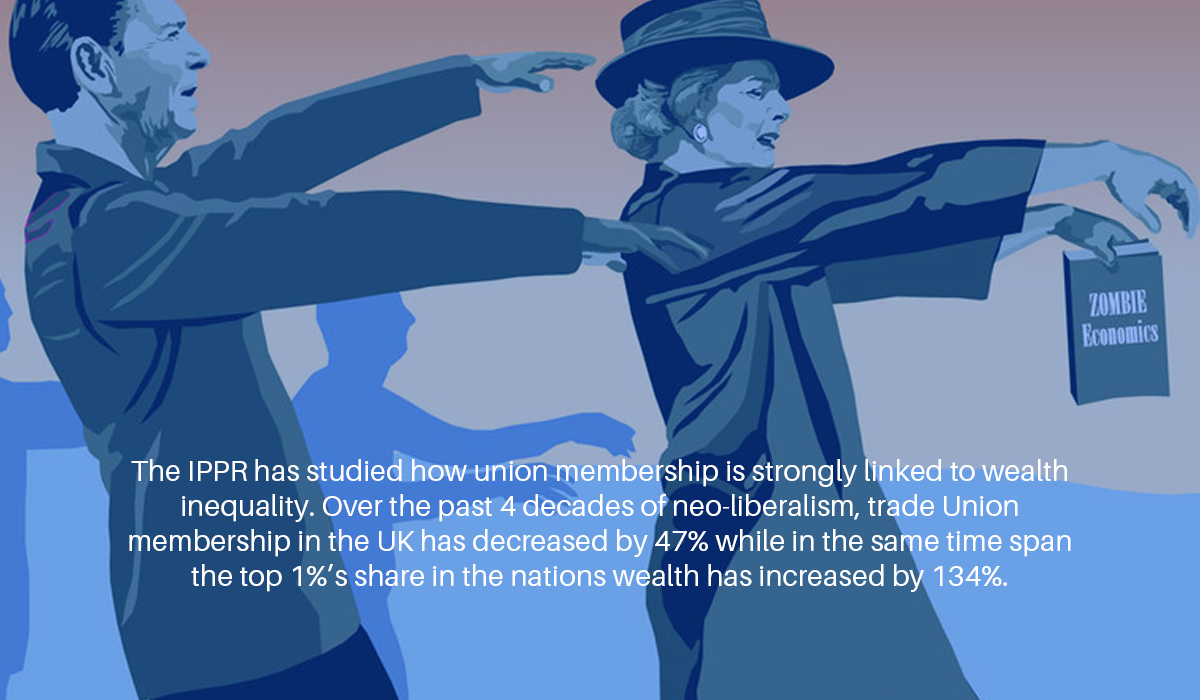 ZOMBIE
Economics
The IPPR has studied how union membership is strongly linked to wealth
inequality. Over the past 4 decades of neo-liberalism, trade Union
membership in the UK has decreased by 47% while in the same time span
the top 1%’s share in the nations wealth has increased by 134%.